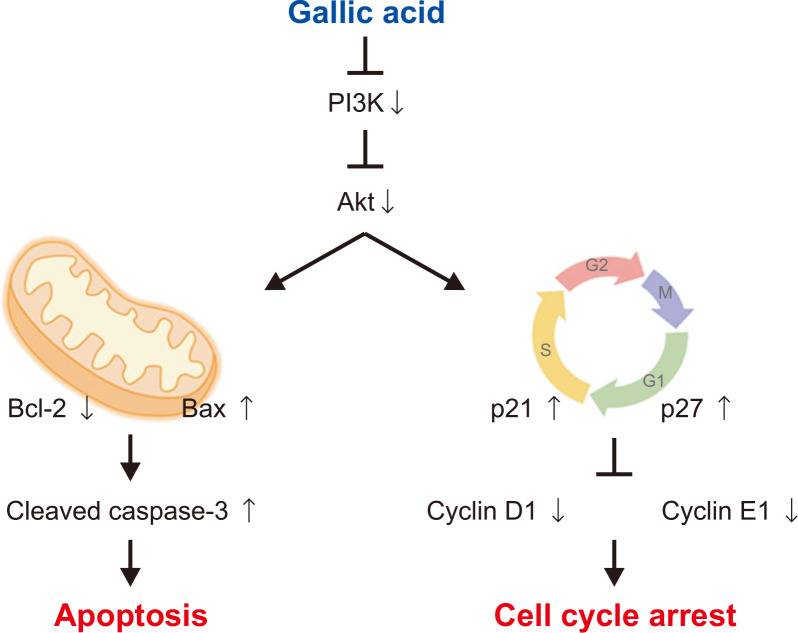 Gallic acid
PI3K ↓
Akt ↓
G2
M
S
G1
Bcl-2 ↓ Bax ↑ p21 ↑ p27 ↑
Cleaved caspase-3 ↑ Cyclin D1 ↓ Cyclin E1 ↓
Apoptosis Cell cycle arrest